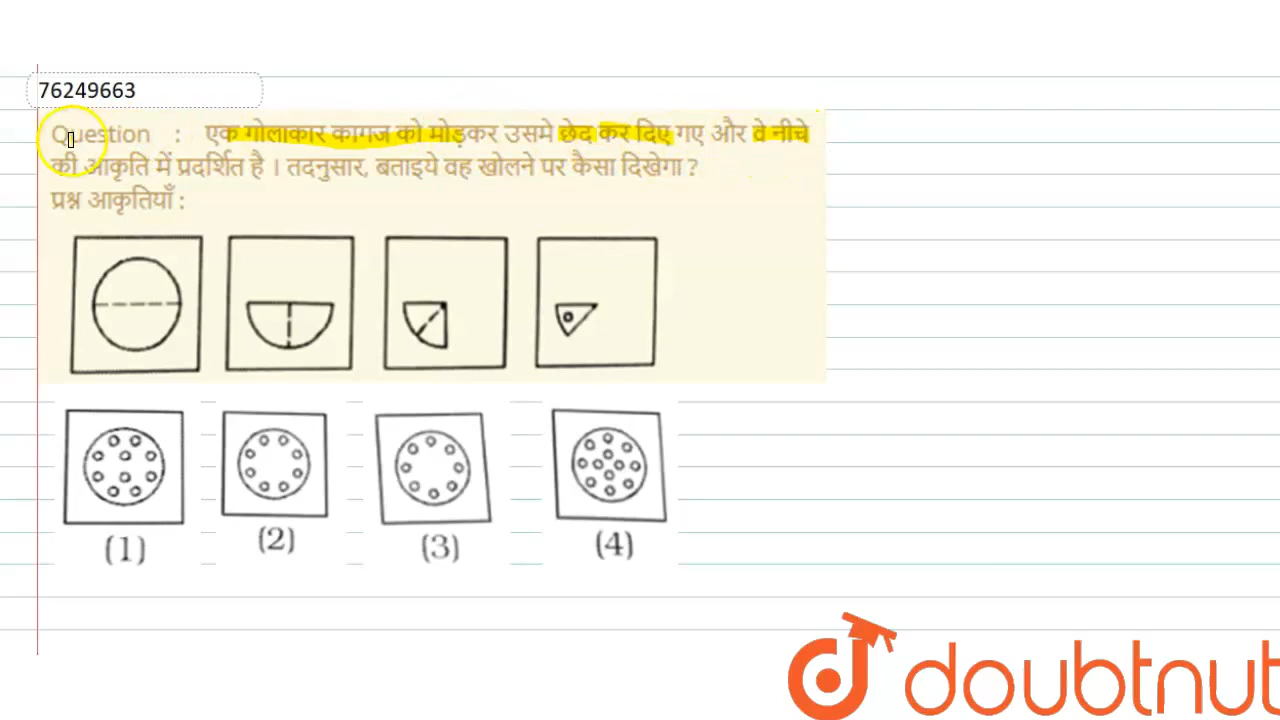 76249663
Question : एक गोलाकार कागज को मोड़कर उसमे छेद कर दिए गए और वे नीचे
की आकृति में प्रदर्शित है । तदनुसार, बताइये वह खोलने पर कैसा दिखेगा ?
प्रश्न आकृतियाँ :
(1) (2) (3) (4)
doubtnut